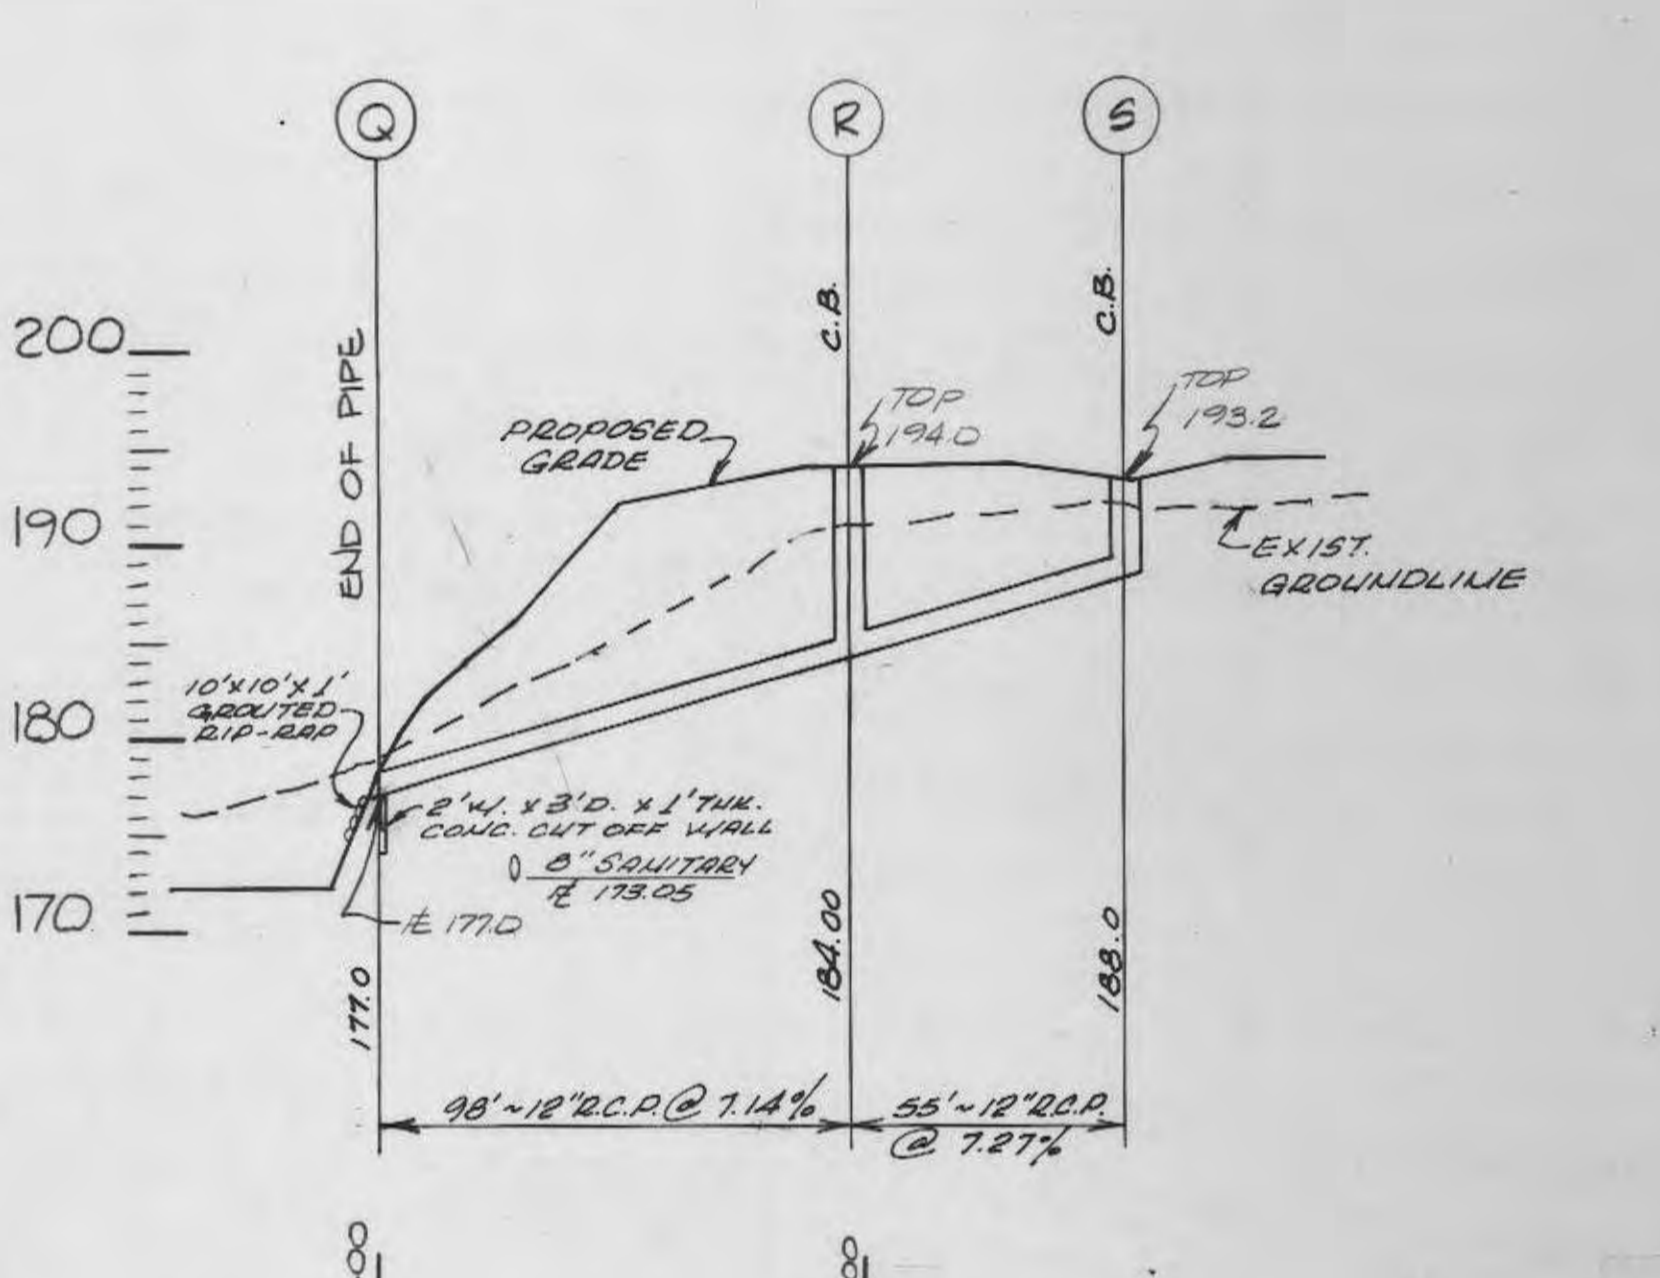 Q
R
S
END OF PIPE
C.B.
C.B.
200
190
180
170
TOP
194.0
TOP
193.2
PROPOSED
GRADE
EXIST.
GROUNDLINE
10'x10'x1'
GROUTED
RIP-RAP
2'W. x 3'D. x 1'THK.
CONC. CUT OFF WALL
8" SANITARY
173.05
177.0
177.0
184.00
188.0
98'~12"R.C.P. @ 7.14%
55'~12"R.C.P.
@ 7.27%